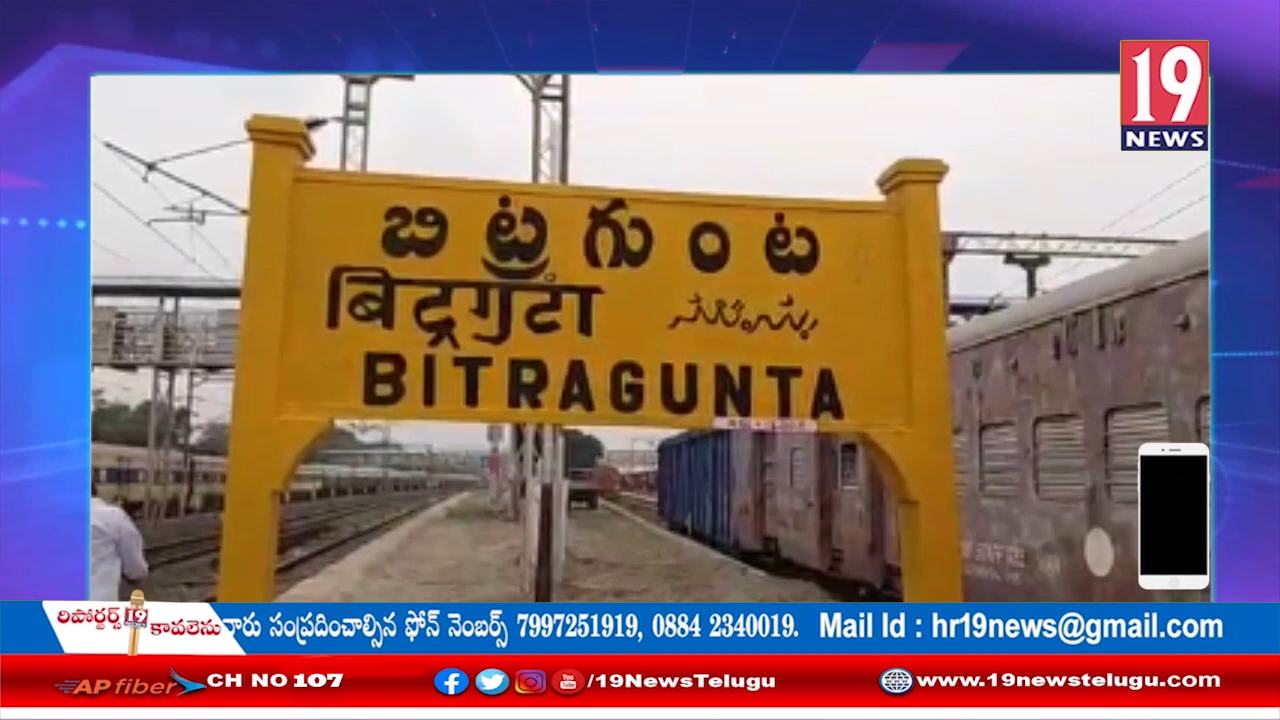 19
NEWS
బిట్రగుంట
बिट्रगुंटा
BITRAGUNTA
రిపోర్టర్స్ 19 కావలెను
వారు సంప్రదించాల్సిన ఫోన్ నెంబర్స్ 7997251919, 0884 2340019. Mail Id : hr19news@gmail.com
AP fiber CH NO 107 /19NewsTelugu www.19newstelugu.com